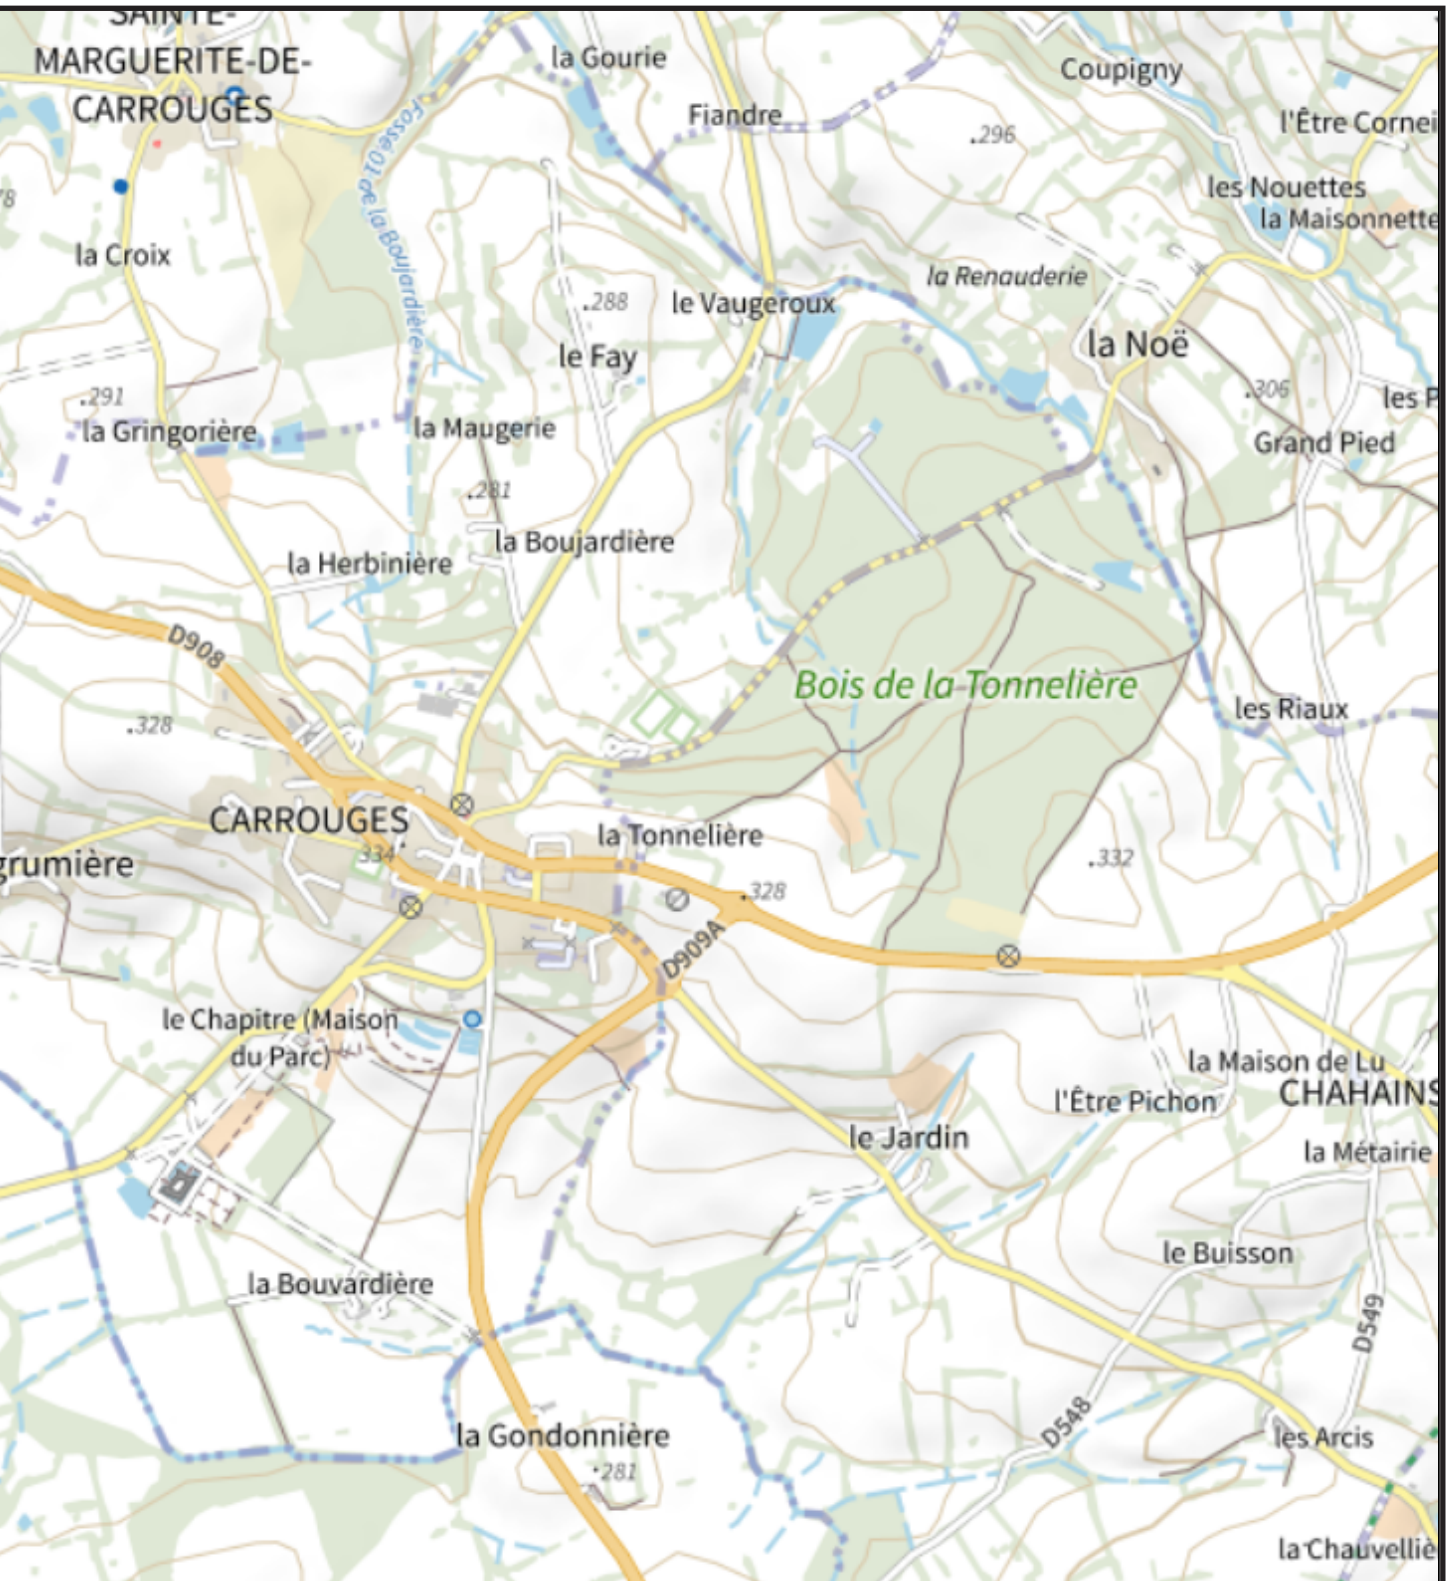 SAINTE-
MARGUERITE-DE-
CARROUGES
la Gourie
Coupigny
Fiandre
.296
l'Être Cornei
Fossé 01 de la Boujardière
les Nouettes
la Maisonnette
78
la Croix
la Renauderie
.288
le Vaugeroux
la Noë
le Fay
.291
.306
les P
la Gringorière
la Maugerie
Grand Pied
.281
la Boujardière
la Herbinière
D908
Bois de la Tonnelière
les Riaux
.328
CARROUGES
la Tonnelière
334
grumière
.332
.328
D909A
le Chapitre (Maison
du Parc)
la Maison de Lu
l'Être Pichon
CHAHAINS
le Jardin
la Métairie
le Buisson
la Bouvardière
D549
D548
la Gondonnière
les Arcis
.281
la Chauvelliè